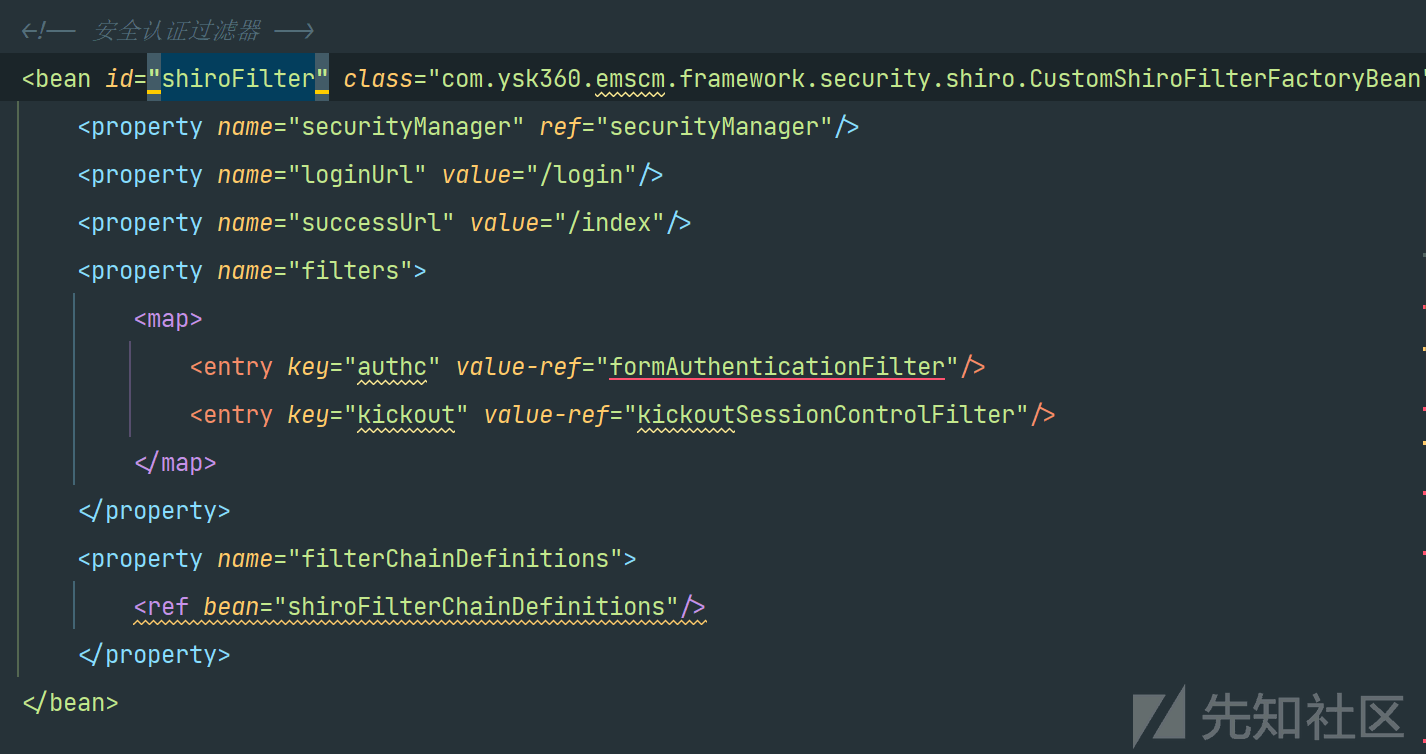 <!-- 安全认证过滤器 -->
<bean id="shiroFilter" class="com.ysk360.emscm.framework.security.shiro.CustomShiroFilterFactoryBean"
<property name="securityManager" ref="securityManager"/>
<property name="loginUrl" value="/login"/>
<property name="successUrl" value="/index"/>
<property name="filters">
<map>
<entry key="authc" value-ref="formAuthenticationFilter"/>
<entry key="kickout" value-ref="kickoutSessionControlFilter"/>
</map>
</property>
<property name="filterChainDefinitions">
<ref bean="shiroFilterChainDefinitions"/>
</property>
</bean>
先知社区